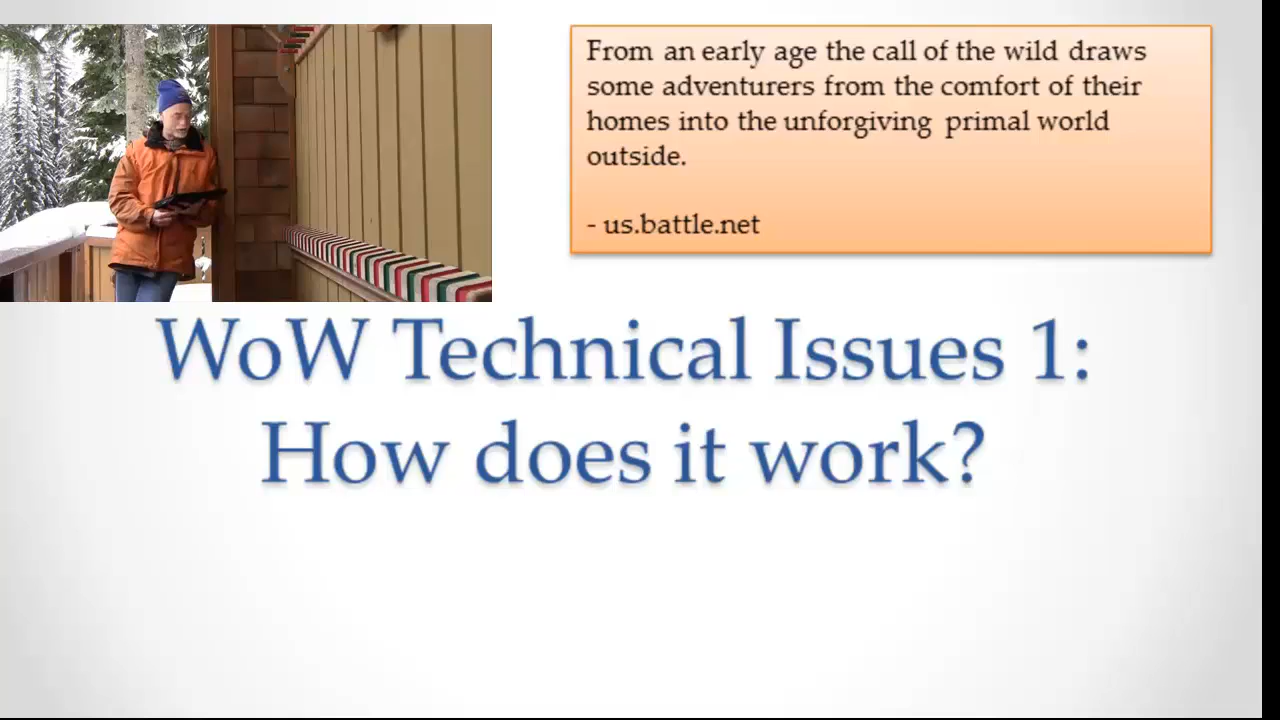 From an early age the call of the wild draws
some adventurers from the comfort of their
homes into the unforgiving primal world
outside.
- us.battle.net
WoW Technical Issues 1:
How does it work?